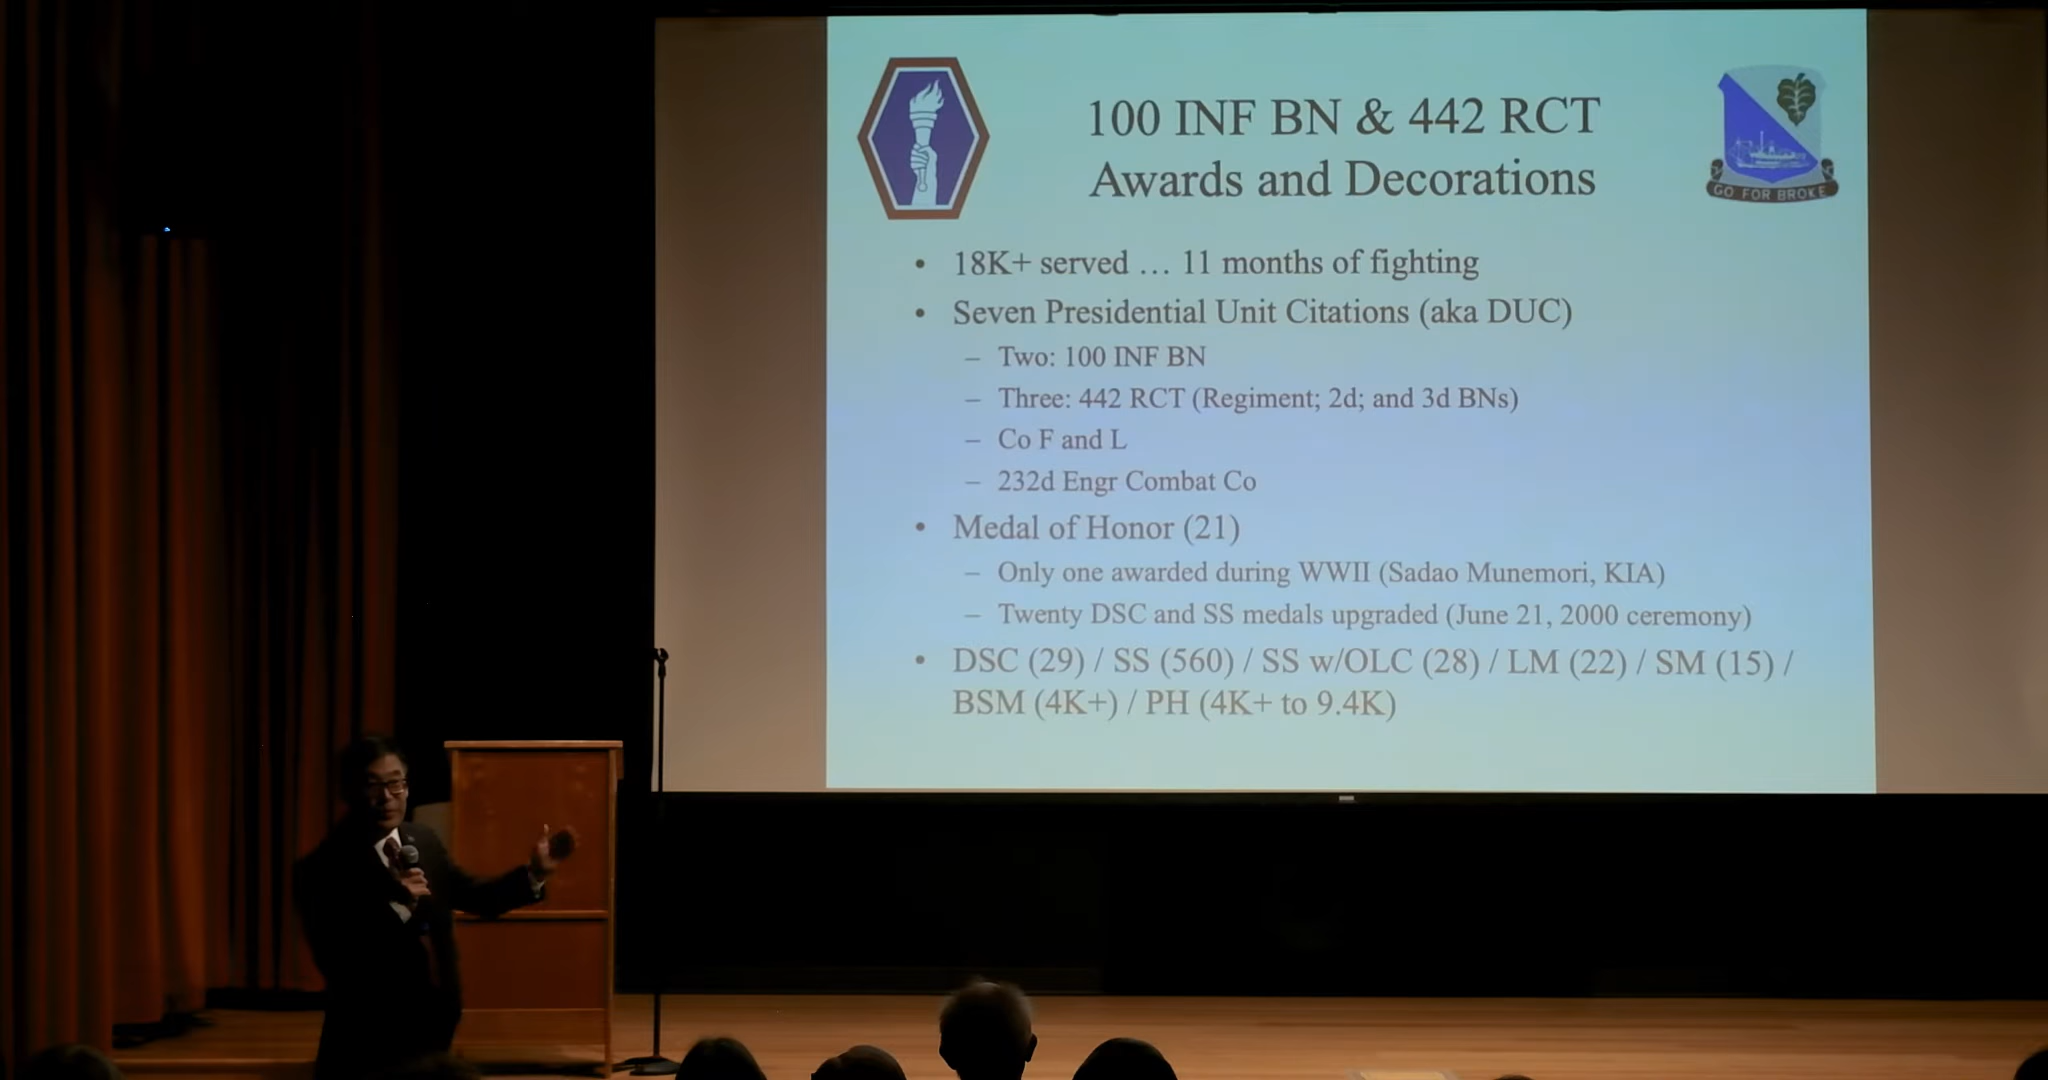 100 INF BN & 442 RCT
Awards and Decorations
GO FOR BROKE
• 18K+ served … 11 months of fighting
• Seven Presidential Unit Citations (aka DUC)
– Two: 100 INF BN
– Three: 442 RCT (Regiment; 2d; and 3d BNs)
– Co F and L
– 232d Engr Combat Co
• Medal of Honor (21)
– Only one awarded during WWII (Sadao Munemori, KIA)
– Twenty DSC and SS medals upgraded (June 21, 2000 ceremony)
• DSC (29) / SS (560) / SS w/OLC (28) / LM (22) / SM (15) /
BSM (4K+) / PH (4K+ to 9.4K)